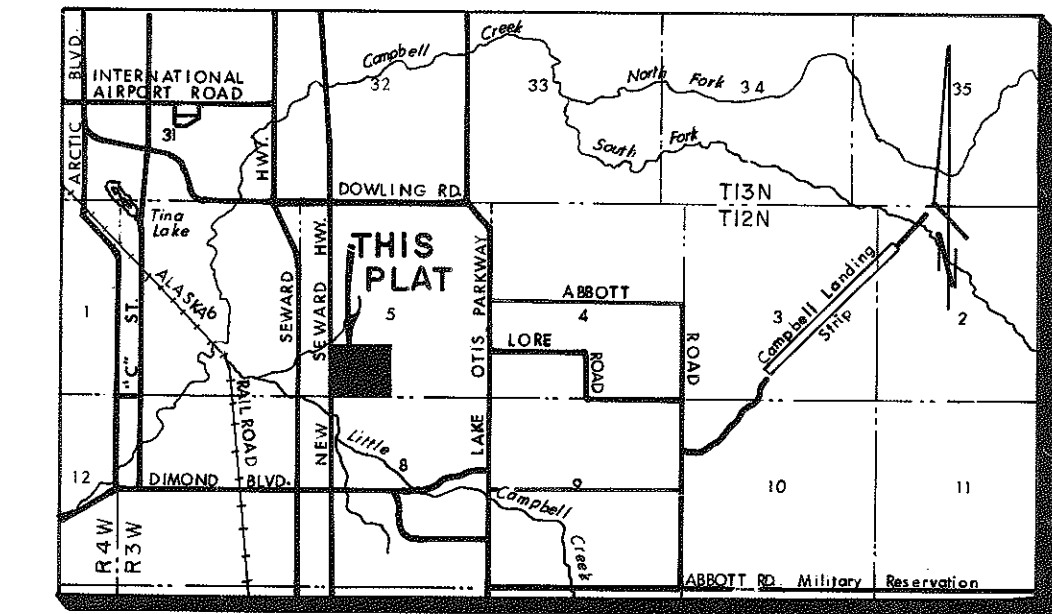 ARCTIC BLVD.
INTERNATIONAL
AIRPORT ROAD
31
HWY.
Campbell Creek
32
33
North Fork
34
35
South Fork
DOWLING RD.
T13N
T12N
Tina
Lake
ALASKA
RAILROAD
1
"C" ST.
6
SEWARD
NEW SEWARD HWY.
THIS
PLAT
5
LAKE OTIS PARKWAY
ABBOTT
4
LORE
ROAD
ROAD
3
Campbell Landing
Strip
2
12
DIMOND BLVD.
Little
8
Campbell
Creek
9
10
11
R4W
R3W
ABBOTT RD. Military Reservation